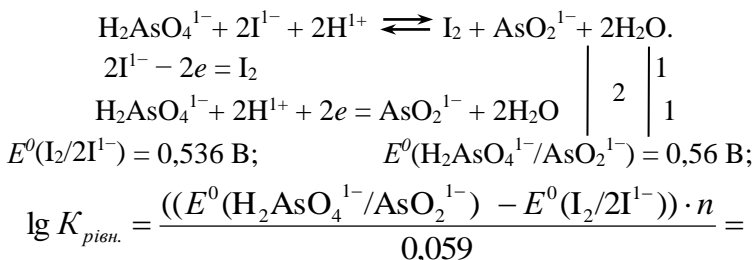 H₂AsO₄¹⁻ + 2I¹⁻ + 2H¹⁺ ⇄ I₂ + AsO₂¹⁻ + 2H₂O.
2I¹⁻ − 2e = I₂ | | 1
H₂AsO₄¹⁻ + 2H¹⁺ + 2e = AsO₂¹⁻ + 2H₂O | 2 | 1
E⁰(I₂/2I¹⁻) = 0,536 В; E⁰(H₂AsO₄¹⁻/AsO₂¹⁻) = 0,56 В;
lg K рівн. = ((E⁰(H₂AsO₄¹⁻/AsO₂¹⁻) − E⁰(I₂/2I¹⁻)) · n / 0,059 =